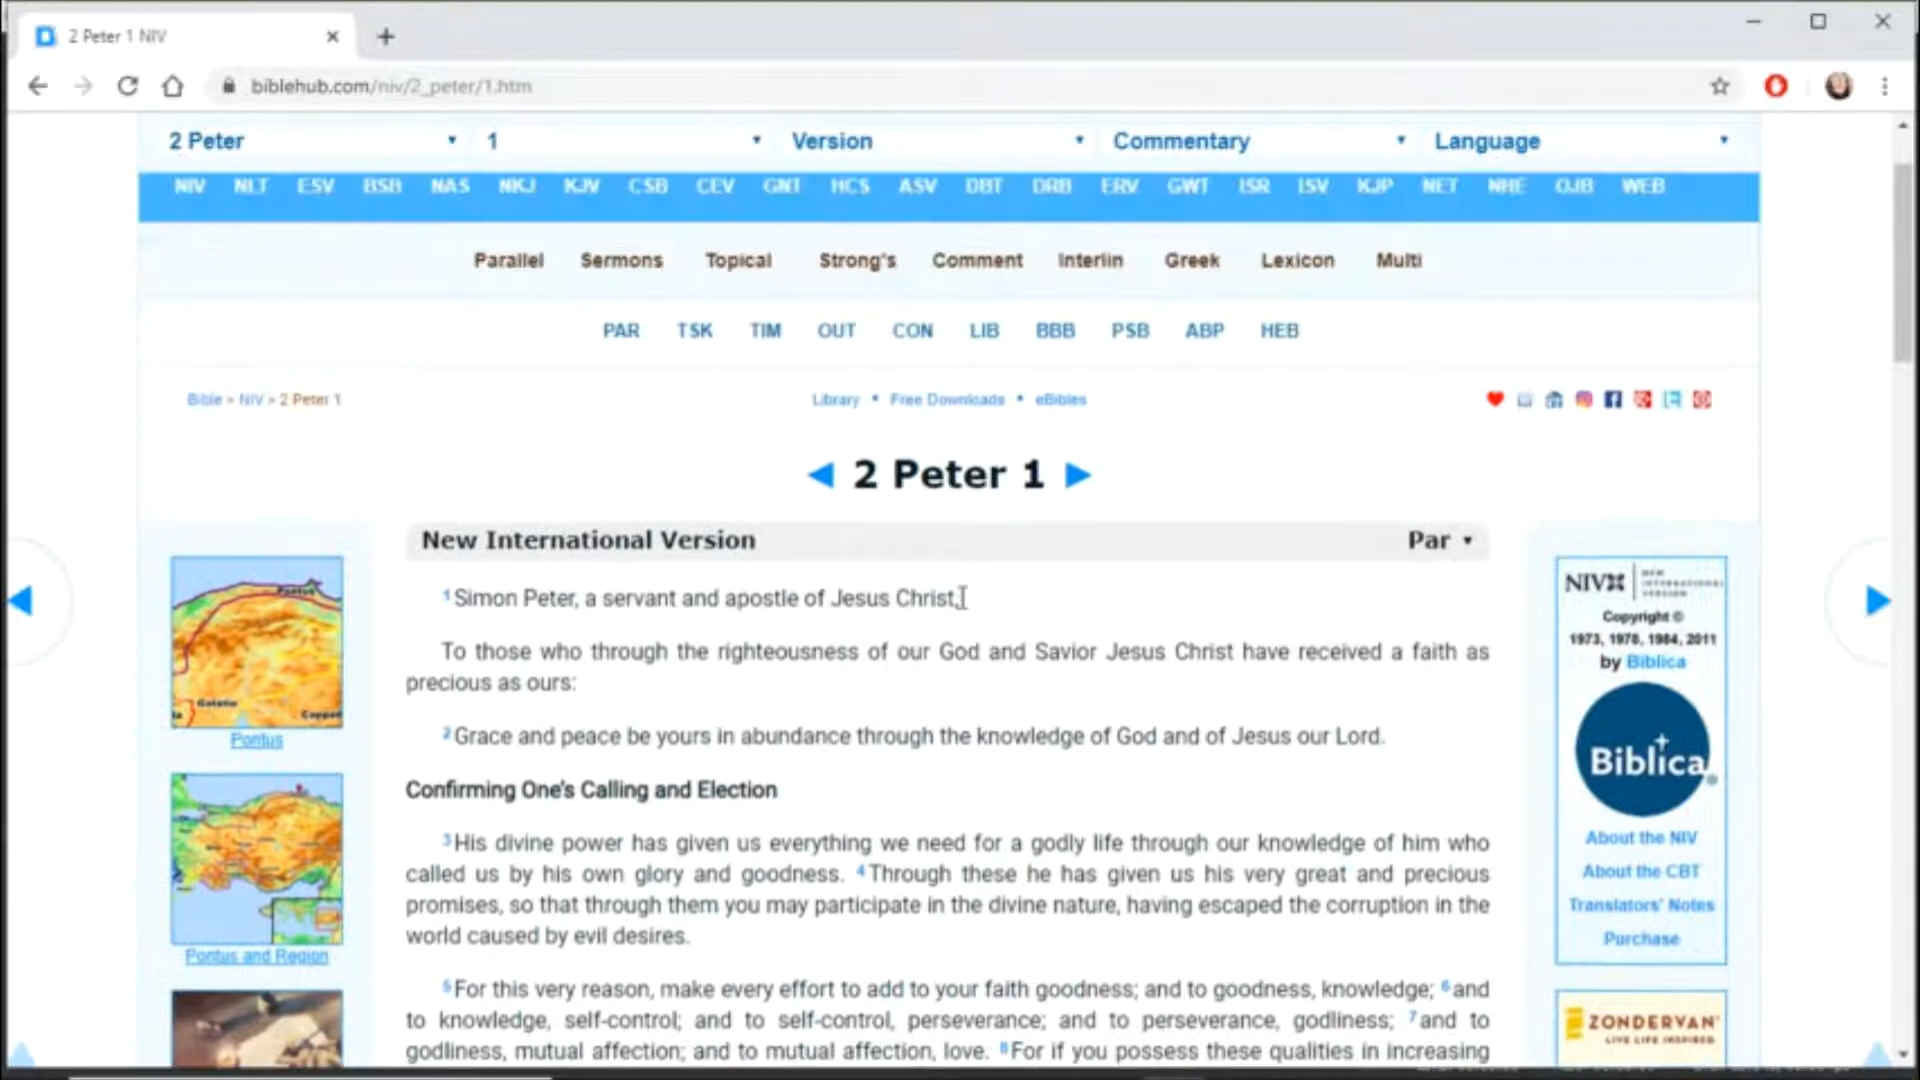 2 Peter 1 NIV
biblehub.com/niv/2_peter/1.htm
2 Peter 1 Version Commentary Language
NIV NLT ESV BSB NAS NKJ KJV CSB CEV GNT HCS ASV DBT DRB ERV GWT ISR ISV KJP NET NHE OJB WEB
Parallel Sermons Topical Strong's Comment Interlin Greek Lexicon Multi
PAR TSK TIM OUT CON LIB BBB PSB ABP HEB
Bible > NIV > 2 Peter 1
Library • Free Downloads • eBibles
2 Peter 1
New International Version Par
1 Simon Peter, a servant and apostle of Jesus Christ,
To those who through the righteousness of our God and Savior Jesus Christ have received a faith as
precious as ours:
2 Grace and peace be yours in abundance through the knowledge of God and of Jesus our Lord.
Confirming One's Calling and Election
3 His divine power has given us everything we need for a godly life through our knowledge of him who
called us by his own glory and goodness. 4 Through these he has given us his very great and precious
promises, so that through them you may participate in the divine nature, having escaped the corruption in the
world caused by evil desires.
5 For this very reason, make every effort to add to your faith goodness; and to goodness, knowledge; 6 and
to knowledge, self-control; and to self-control, perseverance; and to perseverance, godliness; 7 and to
godliness, mutual affection; and to mutual affection, love. 8 For if you possess these qualities in increasing
Pontus
Galatia
Pontus
Pontus and Region
NIV
NEW
INTERNATIONAL
VERSION
Copyright ©
1973, 1978, 1984, 2011
by Biblica
Biblica
About the NIV
About the CBT
Translators' Notes
Purchase
ZONDERVAN
LIVE LIFE INSPIRED